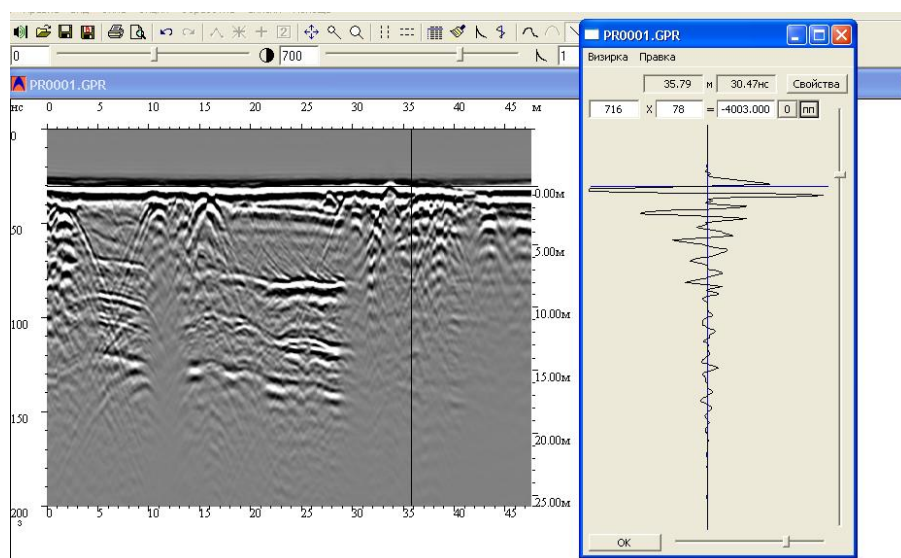 0
700
1
PR0001.GPR
нс 0 5 10 15 20 25 30 35 40 45 м
0
50
100
150
200
0.00м
5.00м
10.00м
15.00м
20.00м
25.00м
0 5 10 15 20 25 30 35 40 45
з
PR0001.GPR
Визирка Правка
35.79 м 30.47нс Свойства
716 X 78 = -4003.000 0 пп
OK